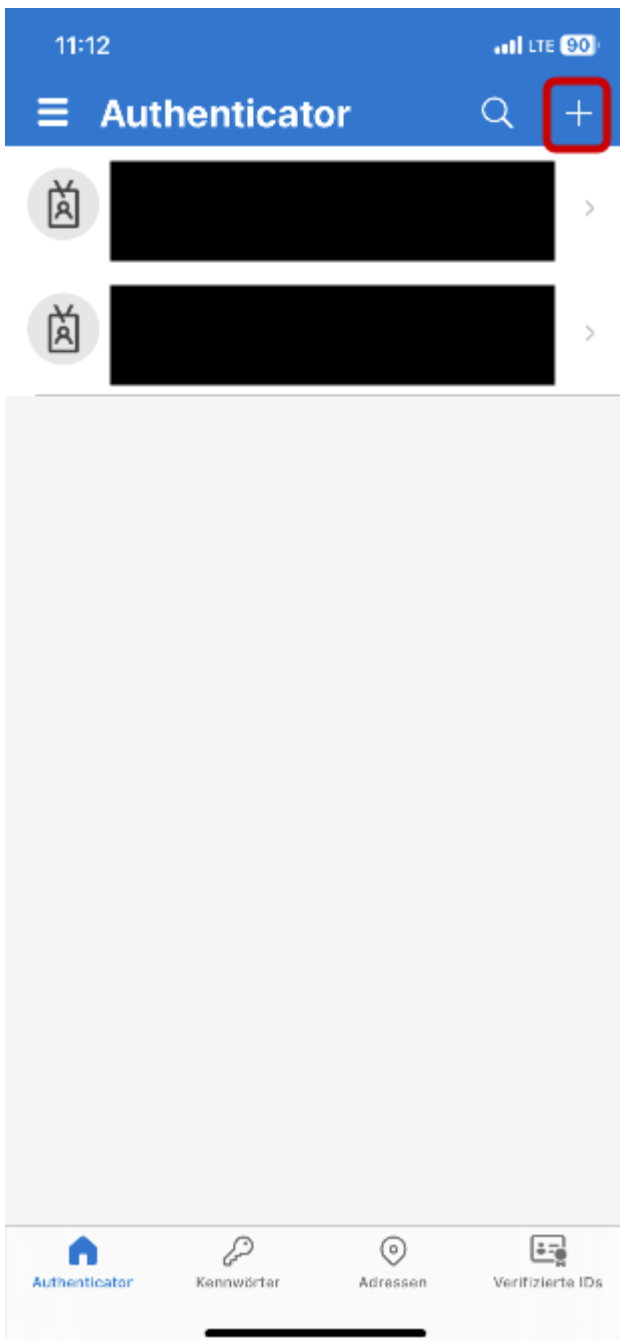 11:12 LTE 90
Authenticator
Authenticator Kennwörter Adressen Verifizierte IDs